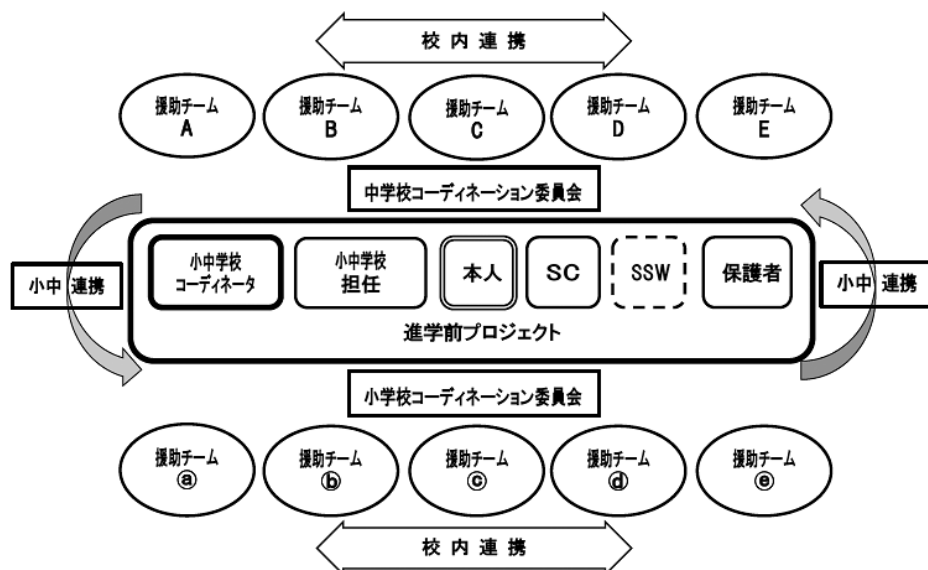 校内連携
援助チーム
A
援助チーム
B
援助チーム
C
援助チーム
D
援助チーム
E
中学校コーディネーション委員会
小中連携
小中学校
コーディネータ
小中学校
担任
本人
SC
SSW
保護者
小中連携
進学前プロジェクト
小学校コーディネーション委員会
援助チーム
ⓐ
援助チーム
ⓑ
援助チーム
ⓒ
援助チーム
ⓓ
援助チーム
ⓔ
校内連携